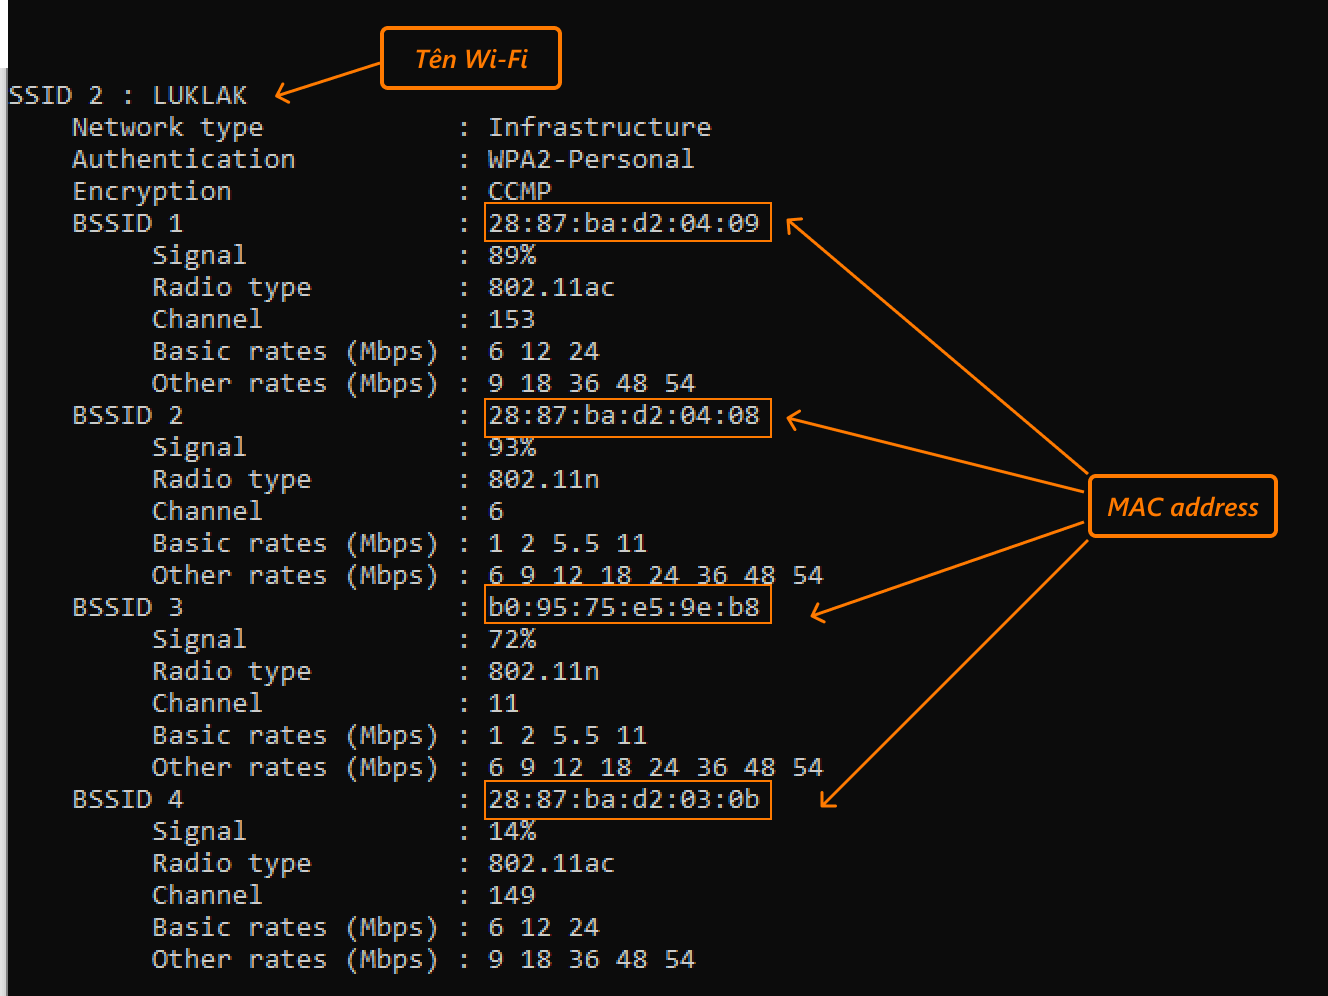 Tên Wi-Fi
SSID 2 : LUKLAK
Network type : Infrastructure
Authentication : WPA2-Personal
Encryption : CCMP
BSSID 1 : 28:87:ba:d2:04:09
Signal : 89%
Radio type : 802.11ac
Channel : 153
Basic rates (Mbps) : 6 12 24
Other rates (Mbps) : 9 18 36 48 54
BSSID 2 : 28:87:ba:d2:04:08
Signal : 93%
Radio type : 802.11n
Channel : 6
Basic rates (Mbps) : 1 2 5.5 11
Other rates (Mbps) : 6 9 12 18 24 36 48 54
BSSID 3 : b0:95:75:e5:9e:b8
Signal : 72%
Radio type : 802.11n
Channel : 11
Basic rates (Mbps) : 1 2 5.5 11
Other rates (Mbps) : 6 9 12 18 24 36 48 54
BSSID 4 : 28:87:ba:d2:03:0b
Signal : 14%
Radio type : 802.11ac
Channel : 149
Basic rates (Mbps) : 6 12 24
Other rates (Mbps) : 9 18 36 48 54
MAC address